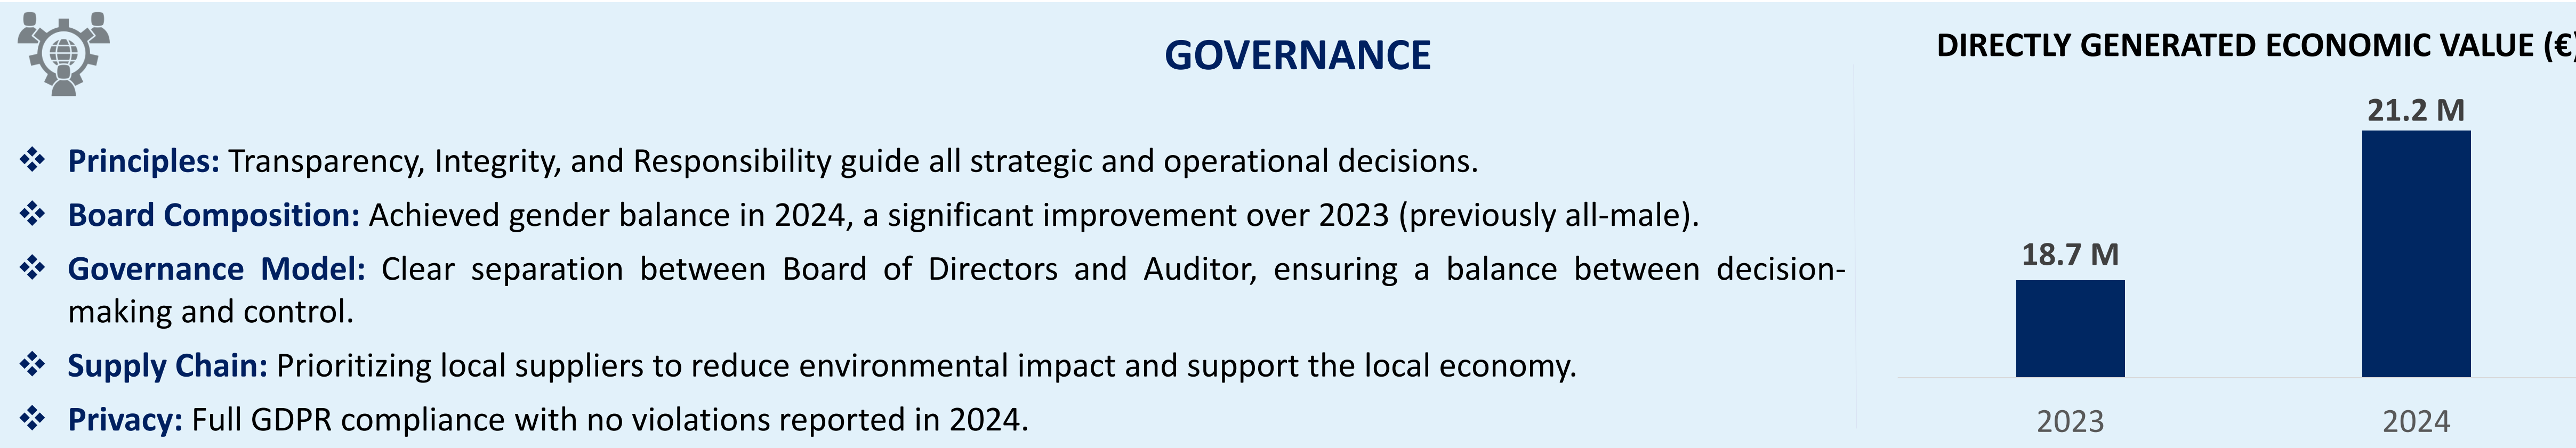 GOVERNANCE
❖ Principles: Transparency, Integrity, and Responsibility guide all strategic and operational decisions.
❖ Board Composition: Achieved gender balance in 2024, a significant improvement over 2023 (previously all-male).
❖ Governance Model: Clear separation between Board of Directors and Auditor, ensuring a balance between decision-
making and control.
❖ Supply Chain: Prioritizing local suppliers to reduce environmental impact and support the local economy.
❖ Privacy: Full GDPR compliance with no violations reported in 2024.
DIRECTLY GENERATED ECONOMIC VALUE (€)
21.2 M
18.7 M
2023 2024